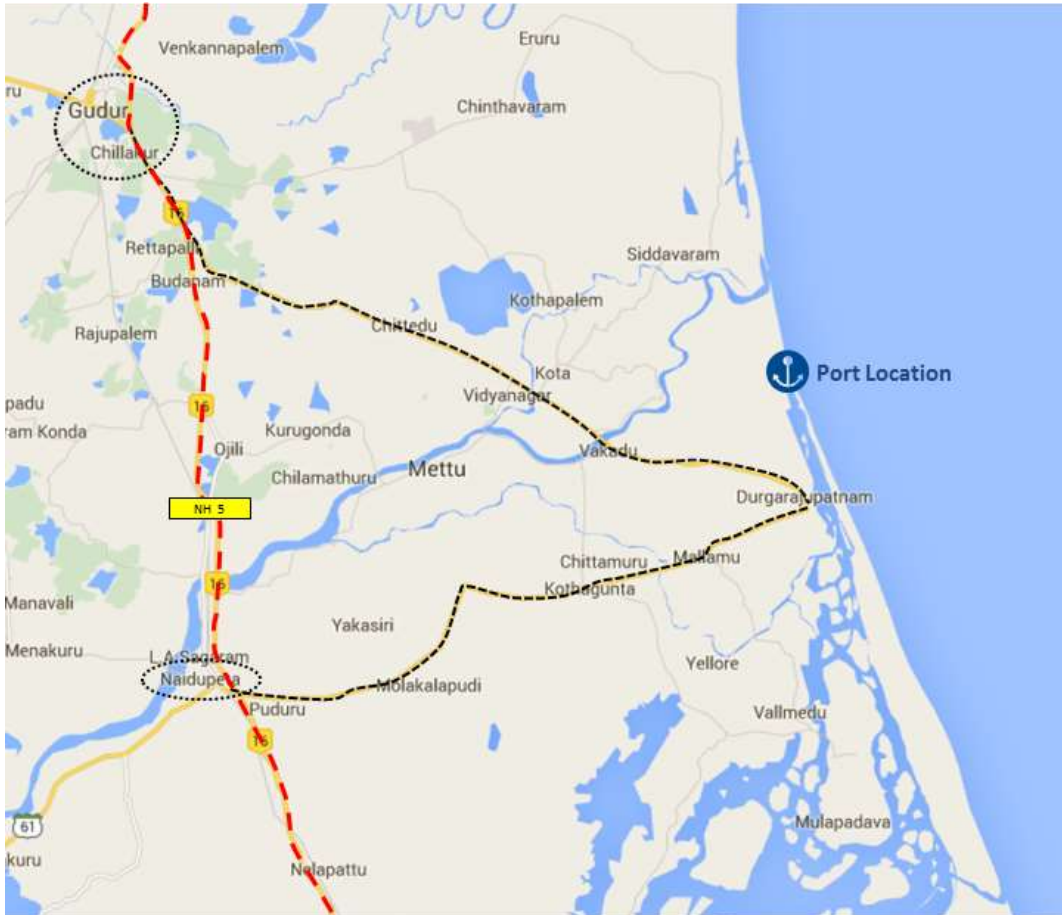 Eruru
Venkannapalem
ru
Chinthavaram
Gudur
Chillakur
16
Rettapalli
Siddavaram
Budanam
Kothapalem
Chittedu
Rajupalem
Kota
Port Location
Vidyanagar
padu
16
ram Konda
Kurugonda
Ojili
Vakadu
Mettu
Chilamathuru
Durgarajupatnam
NH 5
Chittamuru
Mallamu
16
Kothagunta
Manavali
Yakasiri
Menakuru
L.A.Sagaram
Yellore
Naidupeta
Molakalapudi
Puduru
Vallmedu
16
Mulapadava
61
akuru
Nelapattu